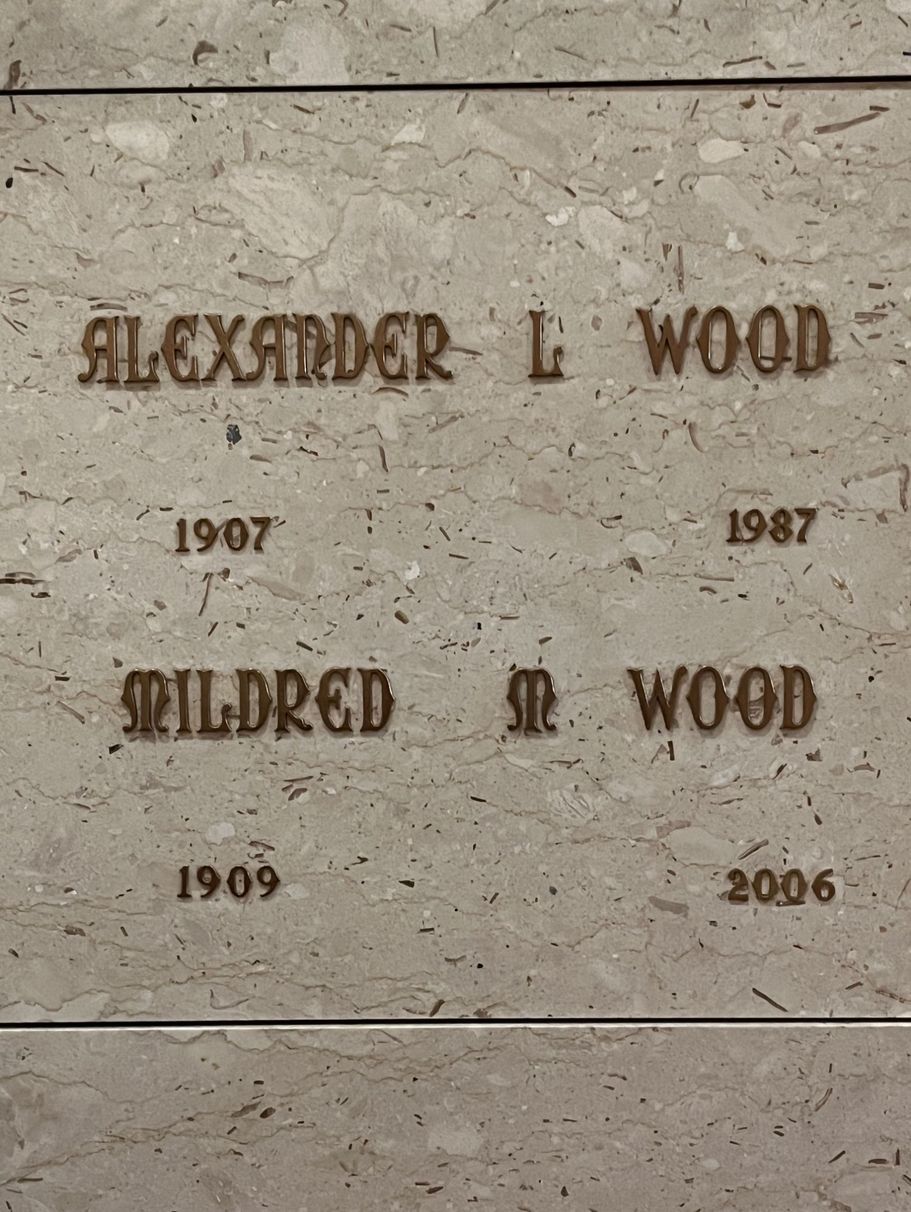 ALEXANDER L WOOD
1907 1987
MILDRED M WOOD
1909 2006